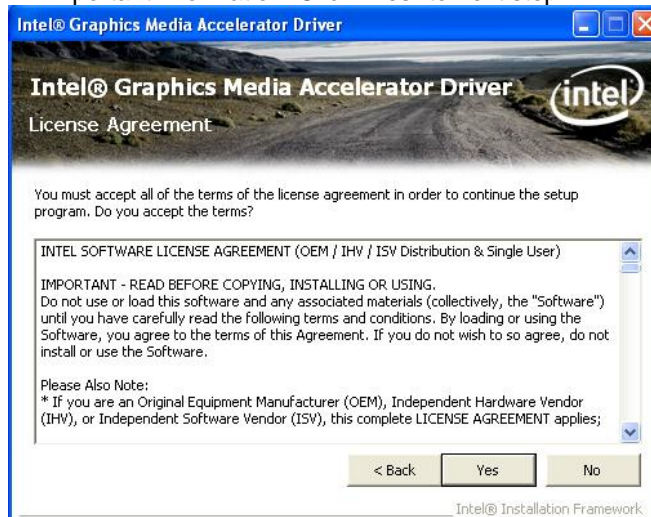 Intel® Graphics Media Accelerator Driver
Intel® Graphics Media Accelerator Driver
intel
License Agreement
You must accept all of the terms of the license agreement in order to continue the setup
program. Do you accept the terms?
INTEL SOFTWARE LICENSE AGREEMENT (OEM / IHV / ISV Distribution & Single User)
IMPORTANT - READ BEFORE COPYING, INSTALLING OR USING.
Do not use or load this software and any associated materials (collectively, the "Software")
until you have carefully read the following terms and conditions. By loading or using the
Software, you agree to the terms of this Agreement. If you do not wish to so agree, do not
install or use the Software.
Please Also Note:
* If you are an Original Equipment Manufacturer (OEM), Independent Hardware Vendor
(IHV), or Independent Software Vendor (ISV), this complete LICENSE AGREEMENT applies;
< Back Yes No
Intel® Installation Framework